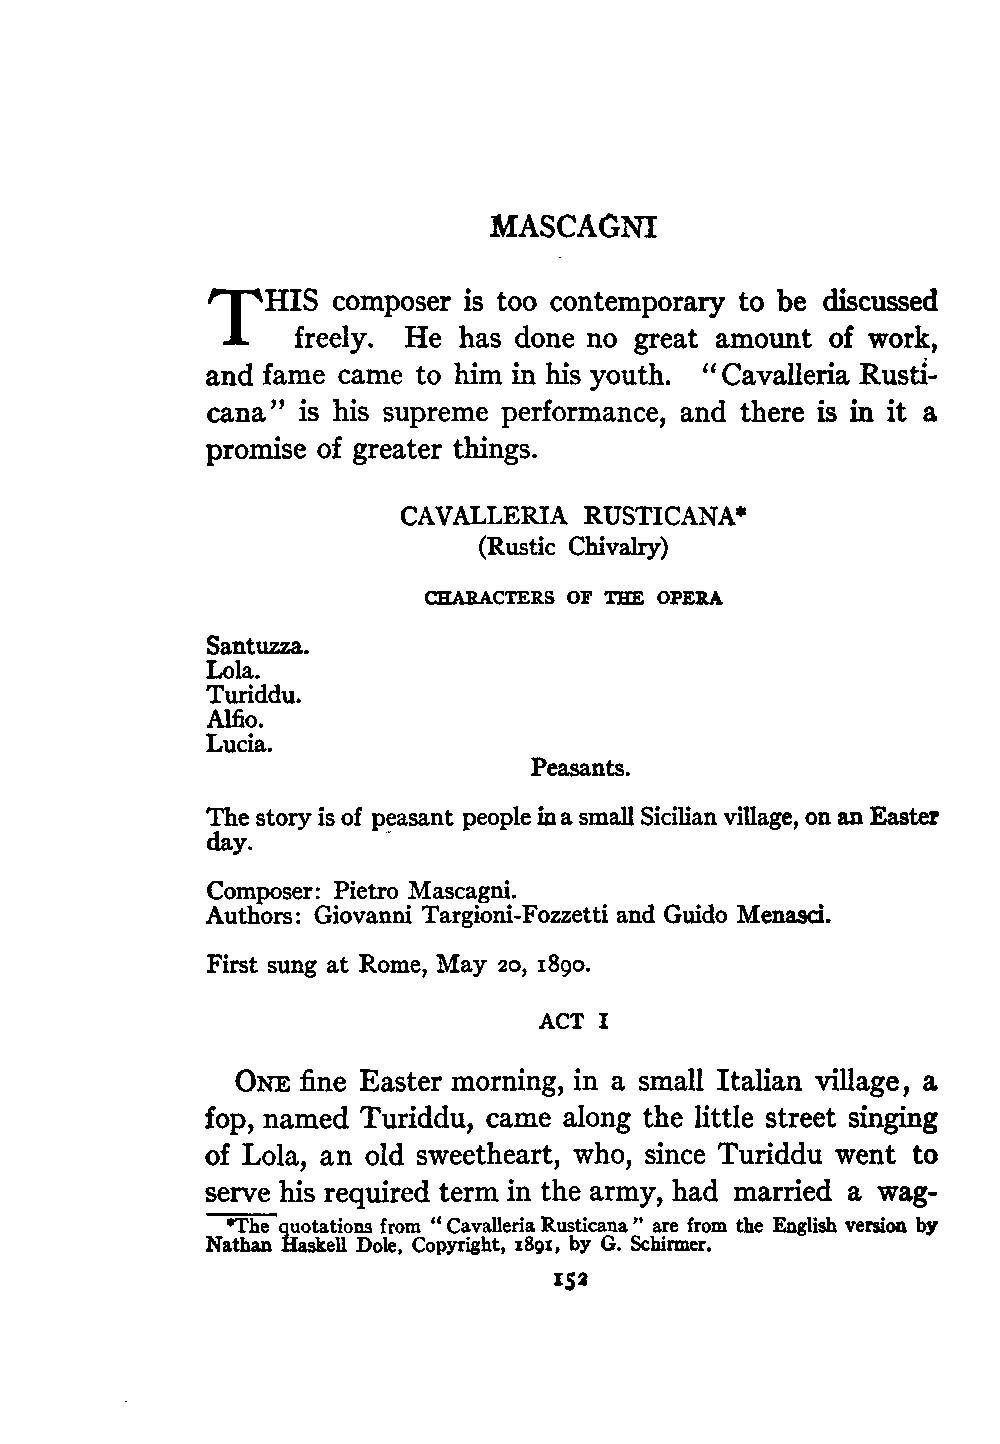 MASCAGNI
THIS composer is too contemporary to be discussed
freely. He has done no great amount of work,
and fame came to him in his youth. "Cavalleria Rusti-
cana" is his supreme performance, and there is in it a
promise of greater things.
CAVALLERIA RUSTICANA*
(Rustic Chivalry)
CHARACTERS OF THE OPERA
Santuzza.
Lola.
Turiddu.
Alfio.
Lucia.
Peasants.
The story is of peasant people in a small Sicilian village, on an Easter
day.
Composer: Pietro Mascagni.
Authors: Giovanni Targioni-Fozzetti and Guido Menasci.
First sung at Rome, May 20, 1890.
ACT I
ONE fine Easter morning, in a small Italian village, a
fop, named Turiddu, came along the little street singing
of Lola, an old sweetheart, who, since Turiddu went to
serve his required term in the army, had married a wag-
*The quotations from "Cavalleria Rusticana" are from the English version by
Nathan Haskell Dole, Copyright, 1891, by G. Schirmer.
152